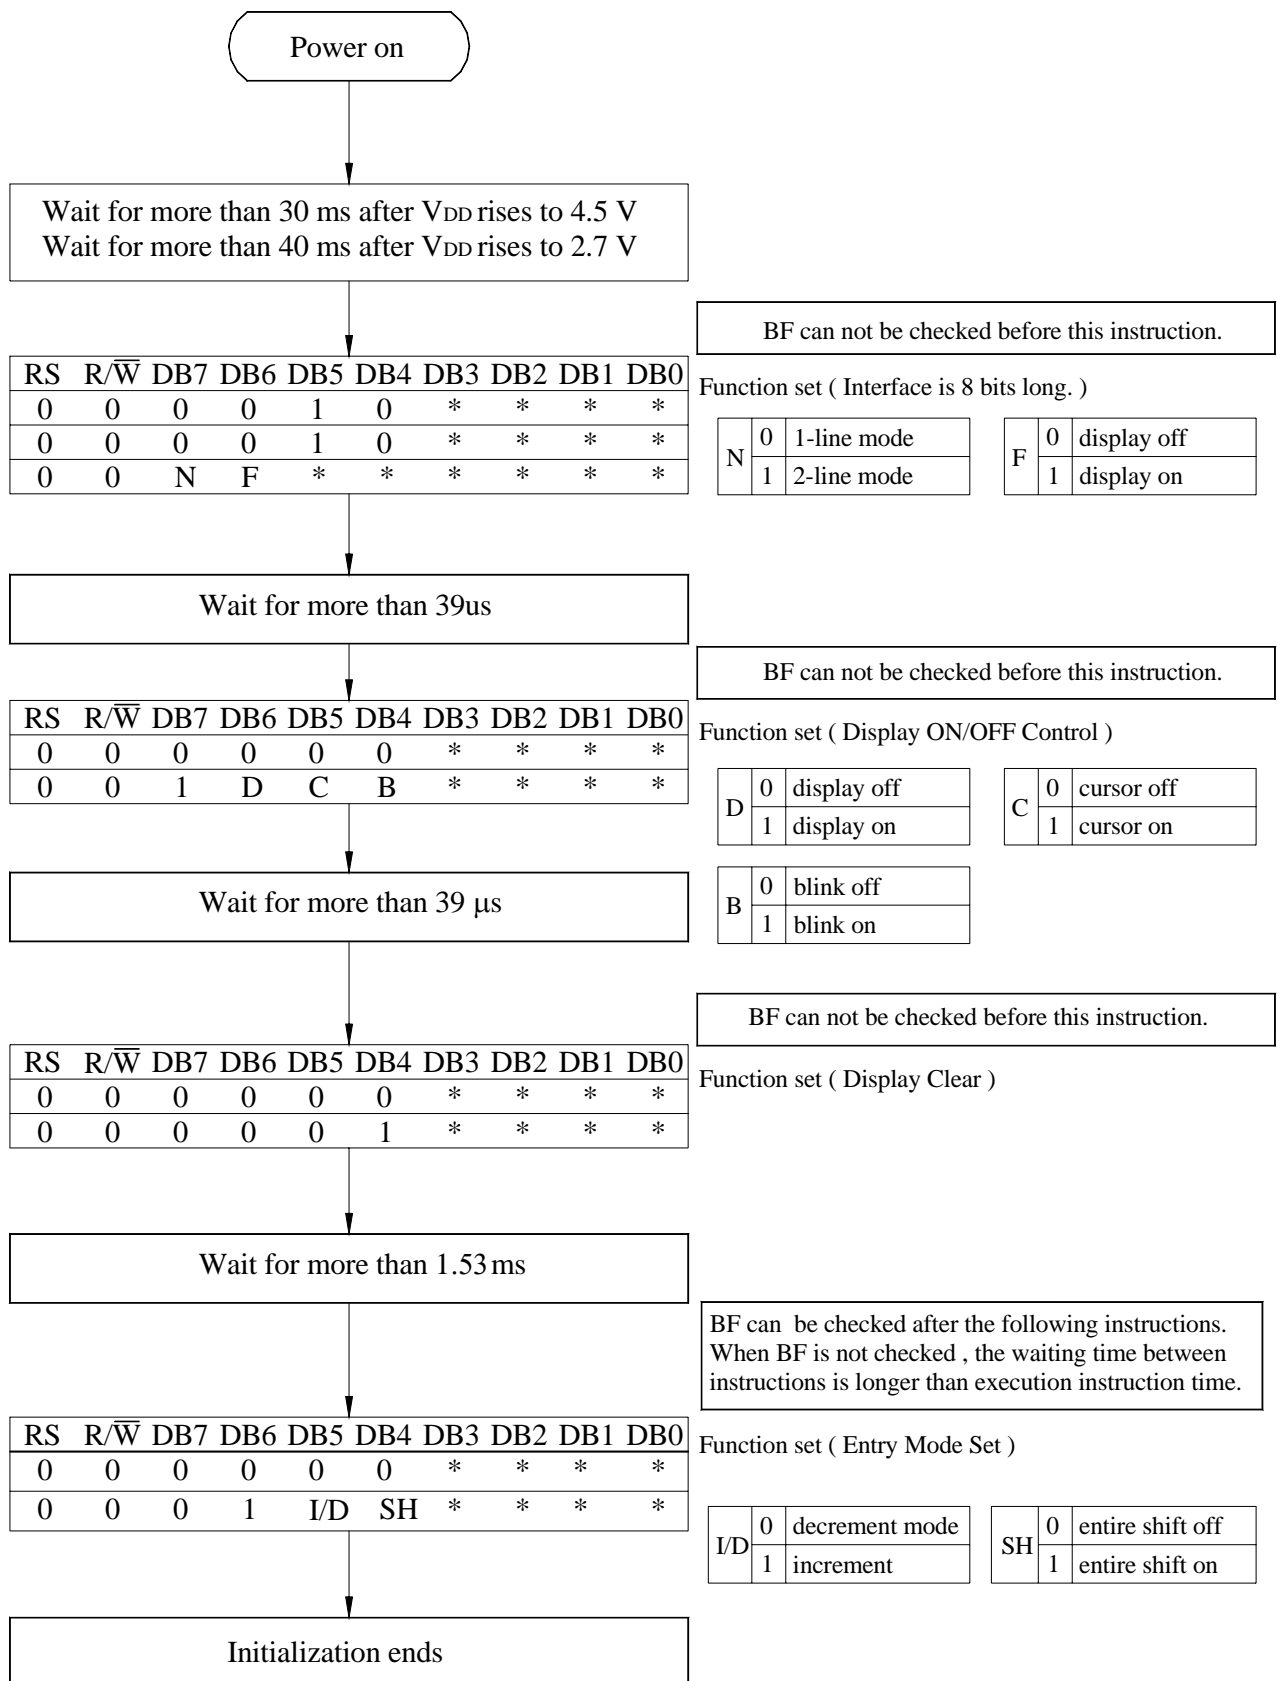 Power on
Wait for more than 30 ms after VDD rises to 4.5 V
Wait for more than 40 ms after VDD rises to 2.7 V
BF can not be checked before this instruction.
RS R/W̅ DB7 DB6 DB5 DB4 DB3 DB2 DB1 DB0
0 0 0 0 1 0 * * * *
0 0 0 0 1 0 * * * *
0 0 N F * * * * * *
Function set ( Interface is 8 bits long. )
N 0 1-line mode
1 2-line mode
F 0 display off
1 display on
Wait for more than 39us
BF can not be checked before this instruction.
RS R/W̅ DB7 DB6 DB5 DB4 DB3 DB2 DB1 DB0
0 0 0 0 0 0 * * * *
0 0 1 D C B * * * *
Function set ( Display ON/OFF Control )
D 0 display off
1 display on
C 0 cursor off
1 cursor on
B 0 blink off
1 blink on
Wait for more than 39 µs
BF can not be checked before this instruction.
RS R/W̅ DB7 DB6 DB5 DB4 DB3 DB2 DB1 DB0
0 0 0 0 0 0 * * * *
0 0 0 0 0 1 * * * *
Function set ( Display Clear )
Wait for more than 1.53 ms
BF can be checked after the following instructions.
When BF is not checked , the waiting time between
instructions is longer than execution instruction time.
RS R/W̅ DB7 DB6 DB5 DB4 DB3 DB2 DB1 DB0
0 0 0 0 0 0 * * * *
0 0 0 1 I/D SH * * * *
Function set ( Entry Mode Set )
I/D 0 decrement mode
1 increment
SH 0 entire shift off
1 entire shift on
Initialization ends